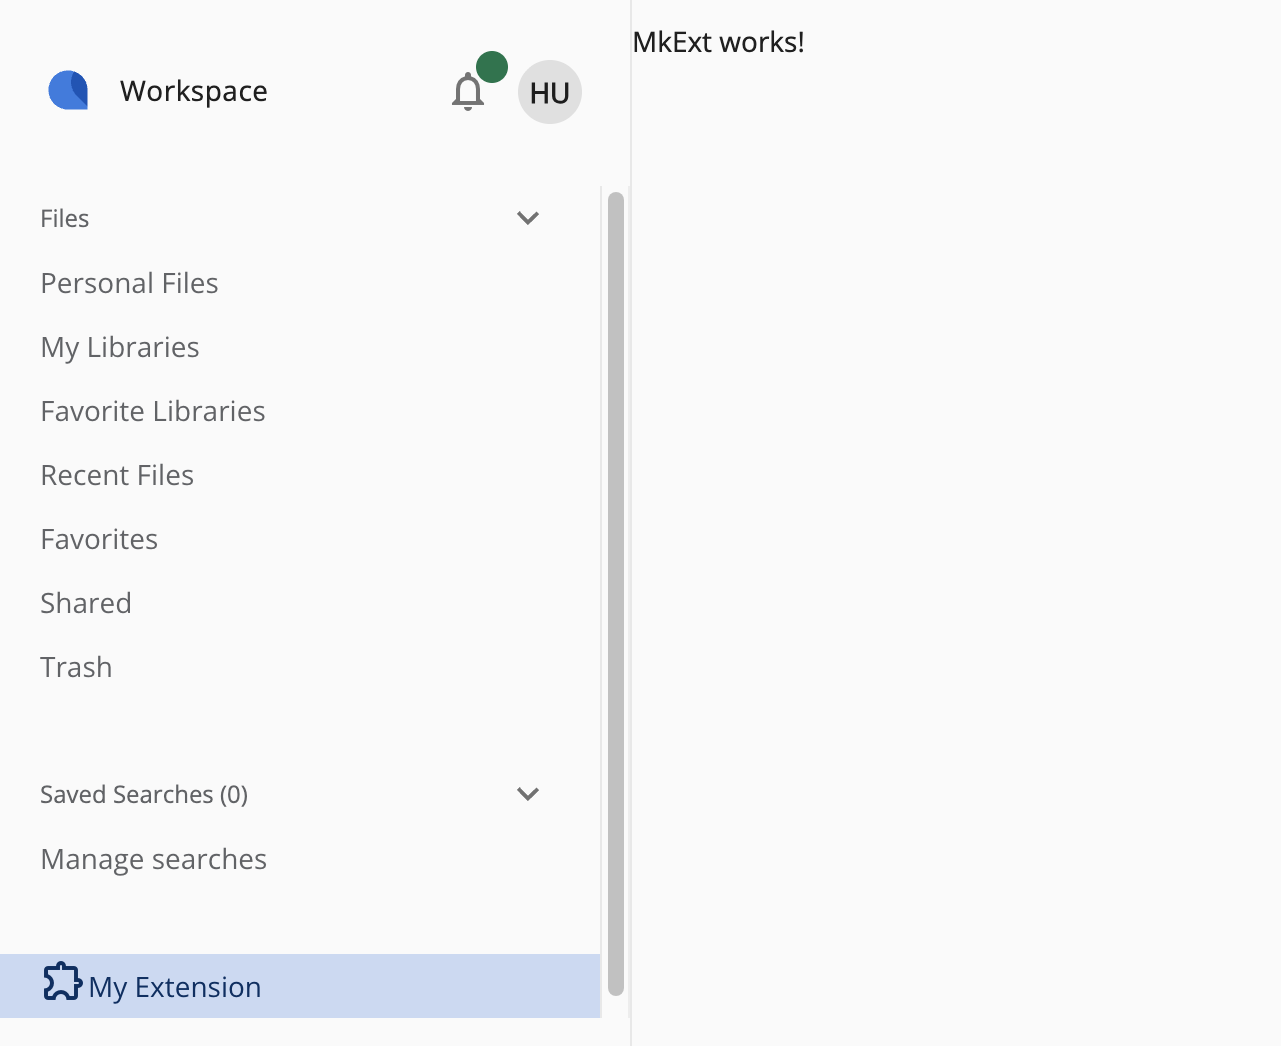 MkExt works!
Workspace
HU
Files
Personal Files
My Libraries
Favorite Libraries
Recent Files
Favorites
Shared
Trash
Saved Searches (0)
Manage searches
My Extension